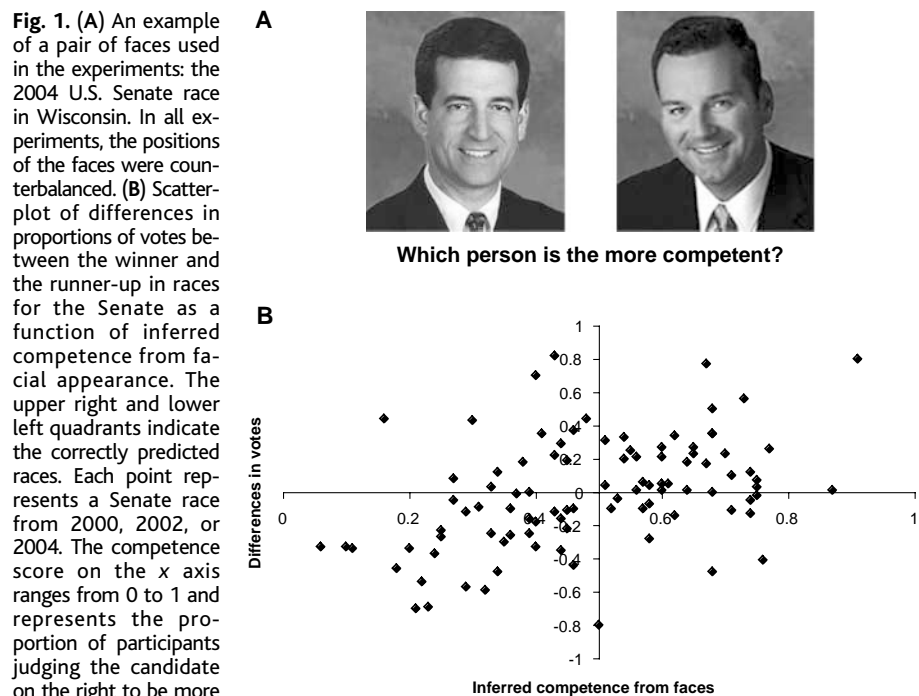 Fig. 1. (A) An example
of a pair of faces used
in the experiments: the
2004 U.S. Senate race
in Wisconsin. In all ex-
periments, the positions
of the faces were coun-
terbalanced. (B) Scatter-
plot of differences in
proportions of votes be-
tween the winner and
the runner-up in races
for the Senate as a
function of inferred
competence from fa-
cial appearance. The
upper right and lower
left quadrants indicate
the correctly predicted
races. Each point rep-
resents a Senate race
from 2000, 2002, or
2004. The competence
score on the x axis
ranges from 0 to 1 and
represents the pro-
portion of participants
judging the candidate
on the right to be more
A
Which person is the more competent?
B
Differences in votes
1
0.8
0.6
0.4
0.2
0
-0.2
-0.4
-0.6
-0.8
-1
0
0.2
0.4
0.6
0.8
1
Inferred competence from faces